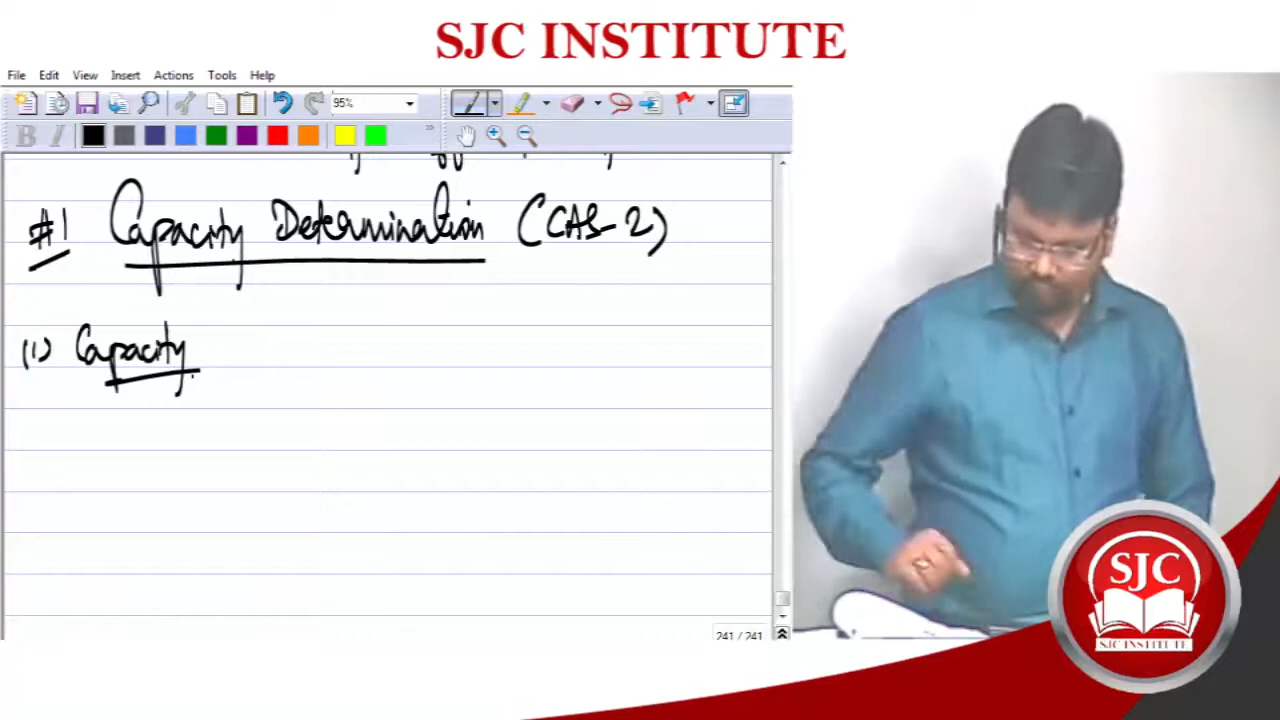 SJC INSTITUTE
File Edit View Insert Actions Tools Help
95%
B I
#1 Capacity Determination (CAS-2)
(1) Capacity
241 / 241
SJC
SJC INSTITUTE